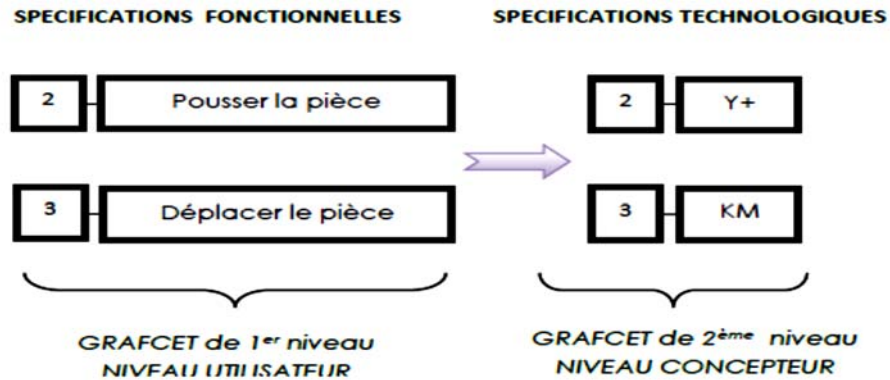 SPECIFICATIONS FONCTIONNELLES
SPECIFICATIONS TECHNOLOGIQUES
2 Pousser la pièce
2 Y+
3 Déplacer le pièce
3 KM
GRAFCET de 1er niveau
NIVEAU UTILISATEUR
GRAFCET de 2ème niveau
NIVEAU CONCEPTEUR